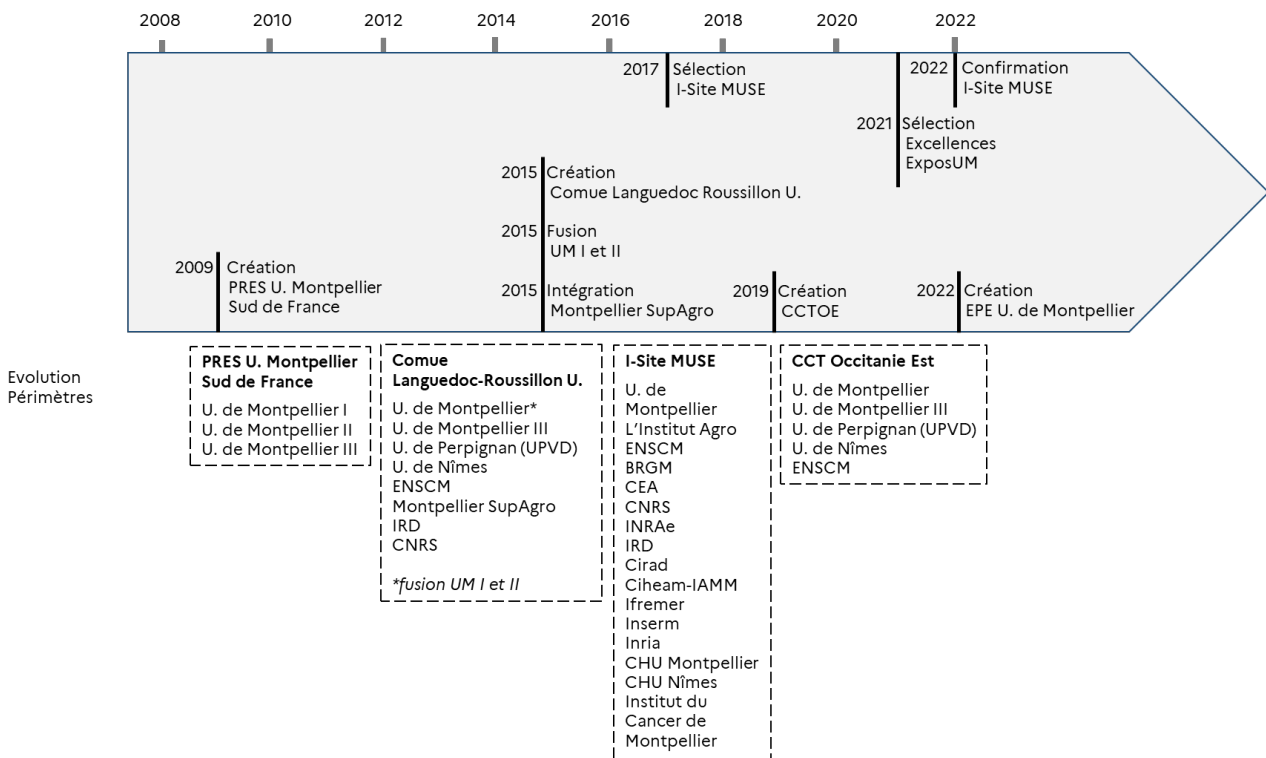 2008 2010 2012 2014 2016 2018 2020 2022
2017 Sélection
I-Site MUSE
2022 Confirmation
I-Site MUSE
2021 Sélection
Excellences
ExposUM
2015 Création
Comue Languedoc Roussillon U.
2015 Fusion
UM I et II
2009 Création
PRES U. Montpellier
Sud de France
2015 Intégration
Montpellier SupAgro
2019 Création
CCTOE
2022 Création
EPE U. de Montpellier
Evolution
Périmètres
PRES U. Montpellier
Sud de France
U. de Montpellier I
U. de Montpellier II
U. de Montpellier III
Comue
Languedoc-Roussillon U.
U. de Montpellier*
U. de Montpellier III
U. de Perpignan (UPVD)
U. de Nîmes
ENSCM
Montpellier SupAgro
IRD
CNRS
*fusion UM I et II
I-Site MUSE
U. de
Montpellier
L'Institut Agro
ENSCM
BRGM
CEA
CNRS
INRAe
IRD
Cirad
Ciheam-IAMM
Ifremer
Inserm
Inria
CHU Montpellier
CHU Nîmes
Institut du
Cancer de
Montpellier
CCT Occitanie Est
U. de Montpellier
U. de Montpellier III
U. de Perpignan (UPVD)
U. de Nîmes
ENSCM